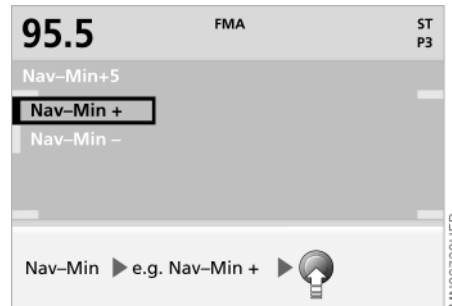 95.5 FMA ST
P3
Nav–Min+5
Nav–Min +
Nav–Min –
Nav–Min ▶ e.g. Nav–Min + ▶